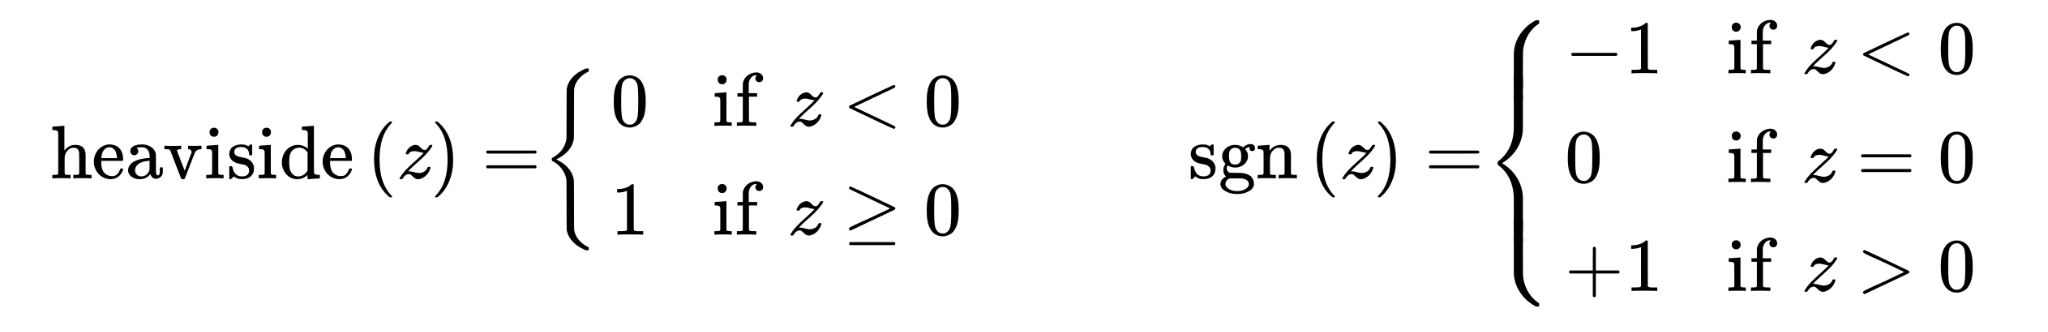 heaviside (z) = { 0 if z < 0
1 if z ≥ 0
sgn (z) = { −1 if z < 0
0 if z = 0
+1 if z > 0